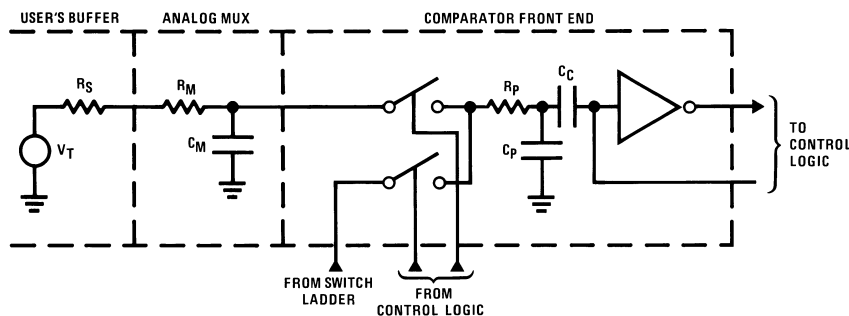 USER'S BUFFER
ANALOG MUX
COMPARATOR FRONT END
RS
RM
RP
CC
VT
CM
CP
TO
CONTROL
LOGIC
FROM SWITCH
LADDER
FROM
CONTROL LOGIC